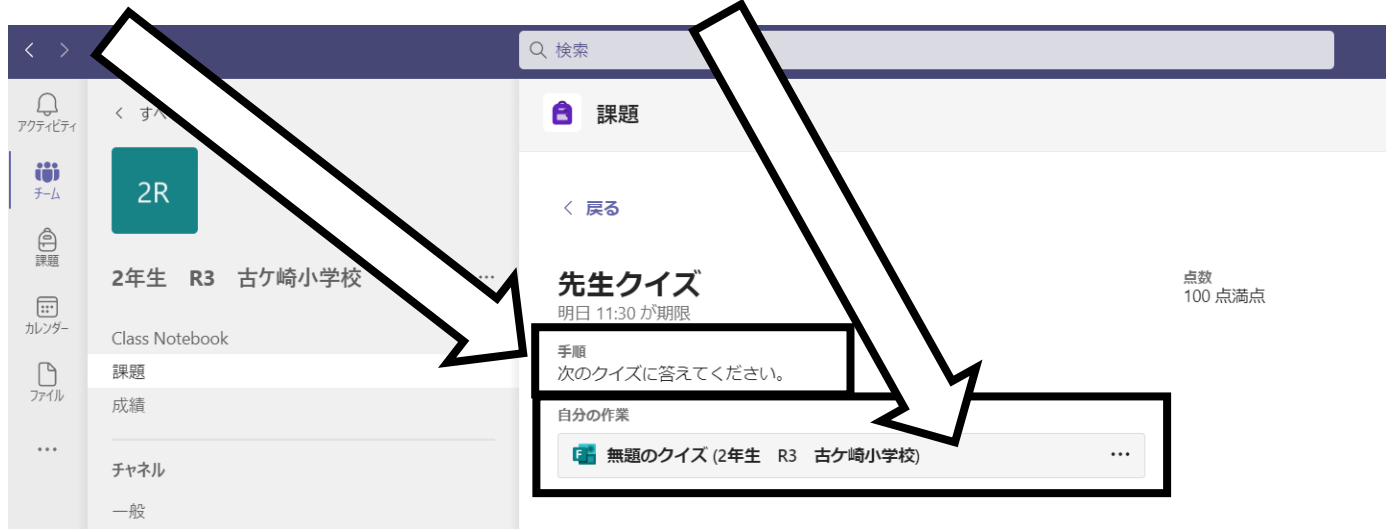 検索
アクティビティ
チーム
課題
カレンダー
ファイル
2R
2年生　R3　古ケ崎小学校
Class Notebook
課題
成績
チャネル
一般
課題
戻る
先生クイズ
明日 11:30 が期限
点数
100 点満点
手順
次のクイズに答えてください。
自分の作業
無題のクイズ (2年生　R3　古ケ崎小学校)